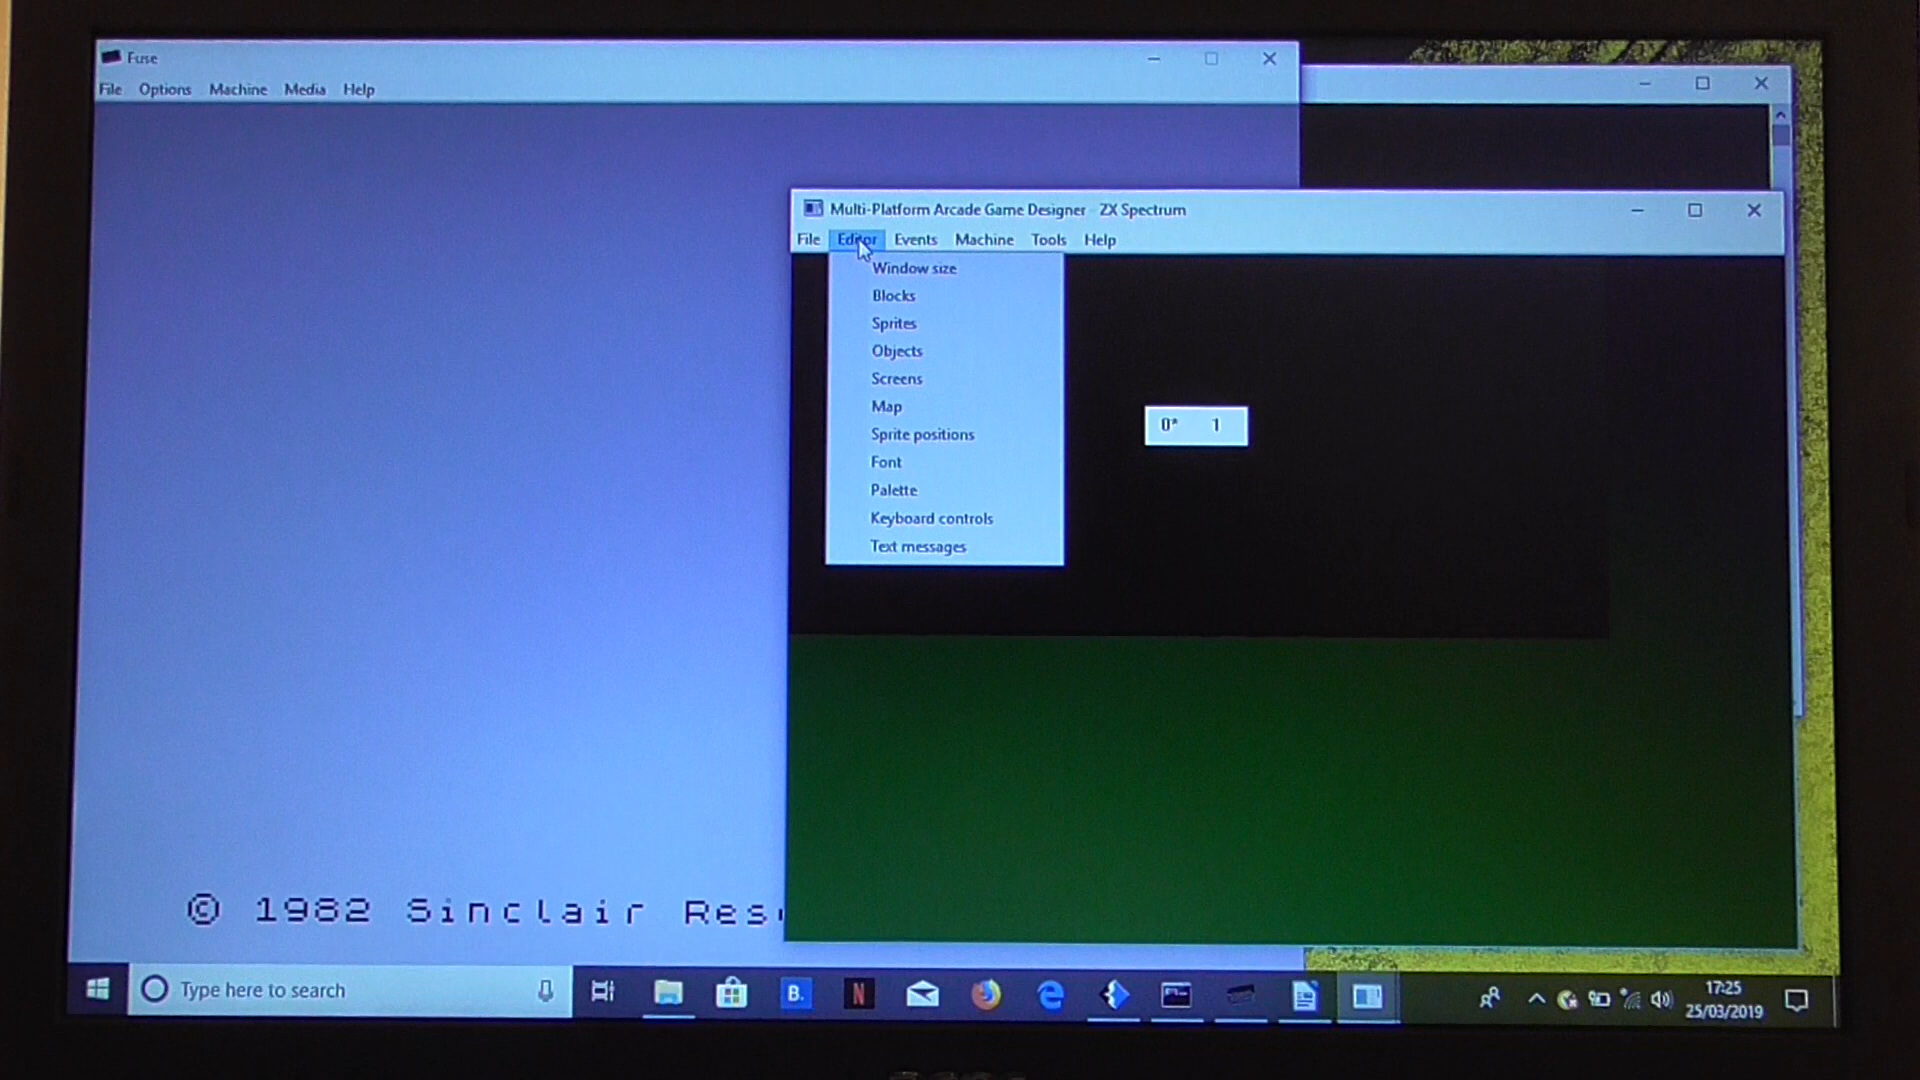 Fuse
File Options Machine Media Help
Multi-Platform Arcade Game Designer - ZX Spectrum
File Editor Events Machine Tools Help
Window size
Blocks
Sprites
Objects
Screens
Map
Sprite positions
Font
Palette
Keyboard controls
Text messages
0* 1
© 1982 Sinclair Res
Type here to search
B.
N
17:25
25/03/2019